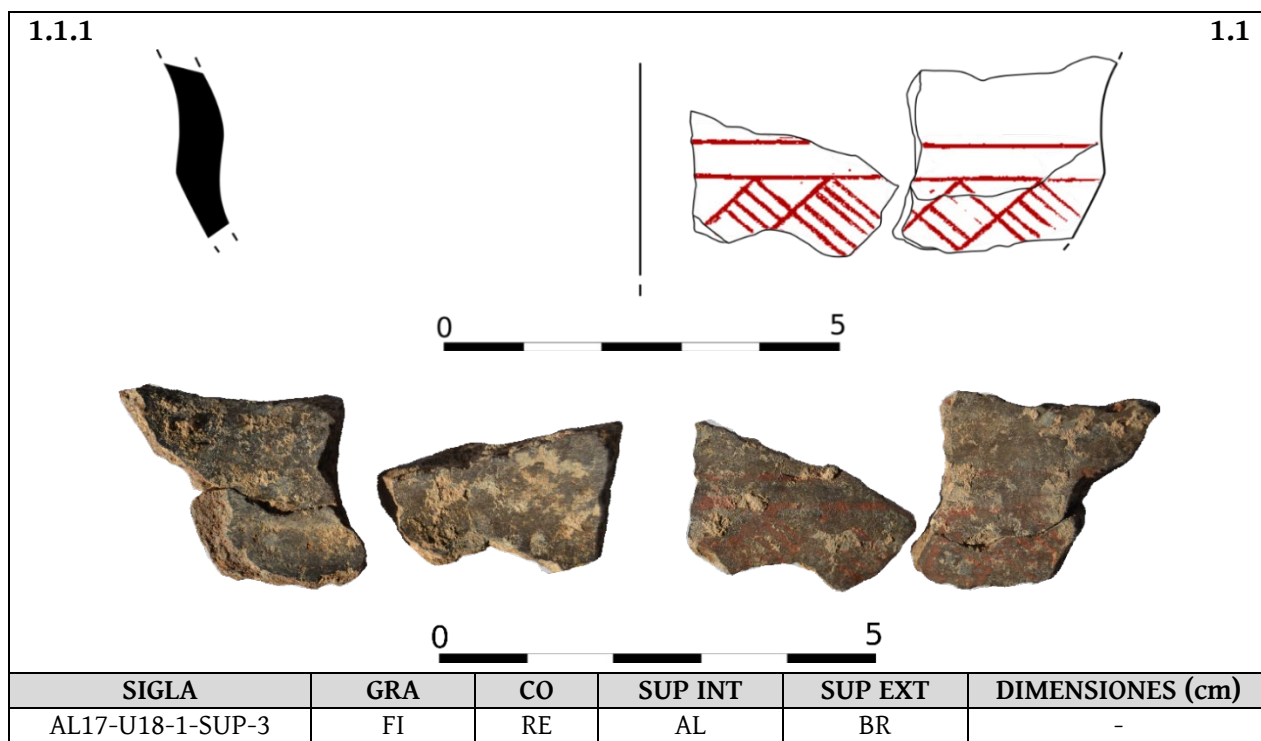 1.1.1 1.1
0 5
0 5
SIGLA GRA CO SUP INT SUP EXT DIMENSIONES (cm)
AL17-U18-1-SUP-3 FI RE AL BR -